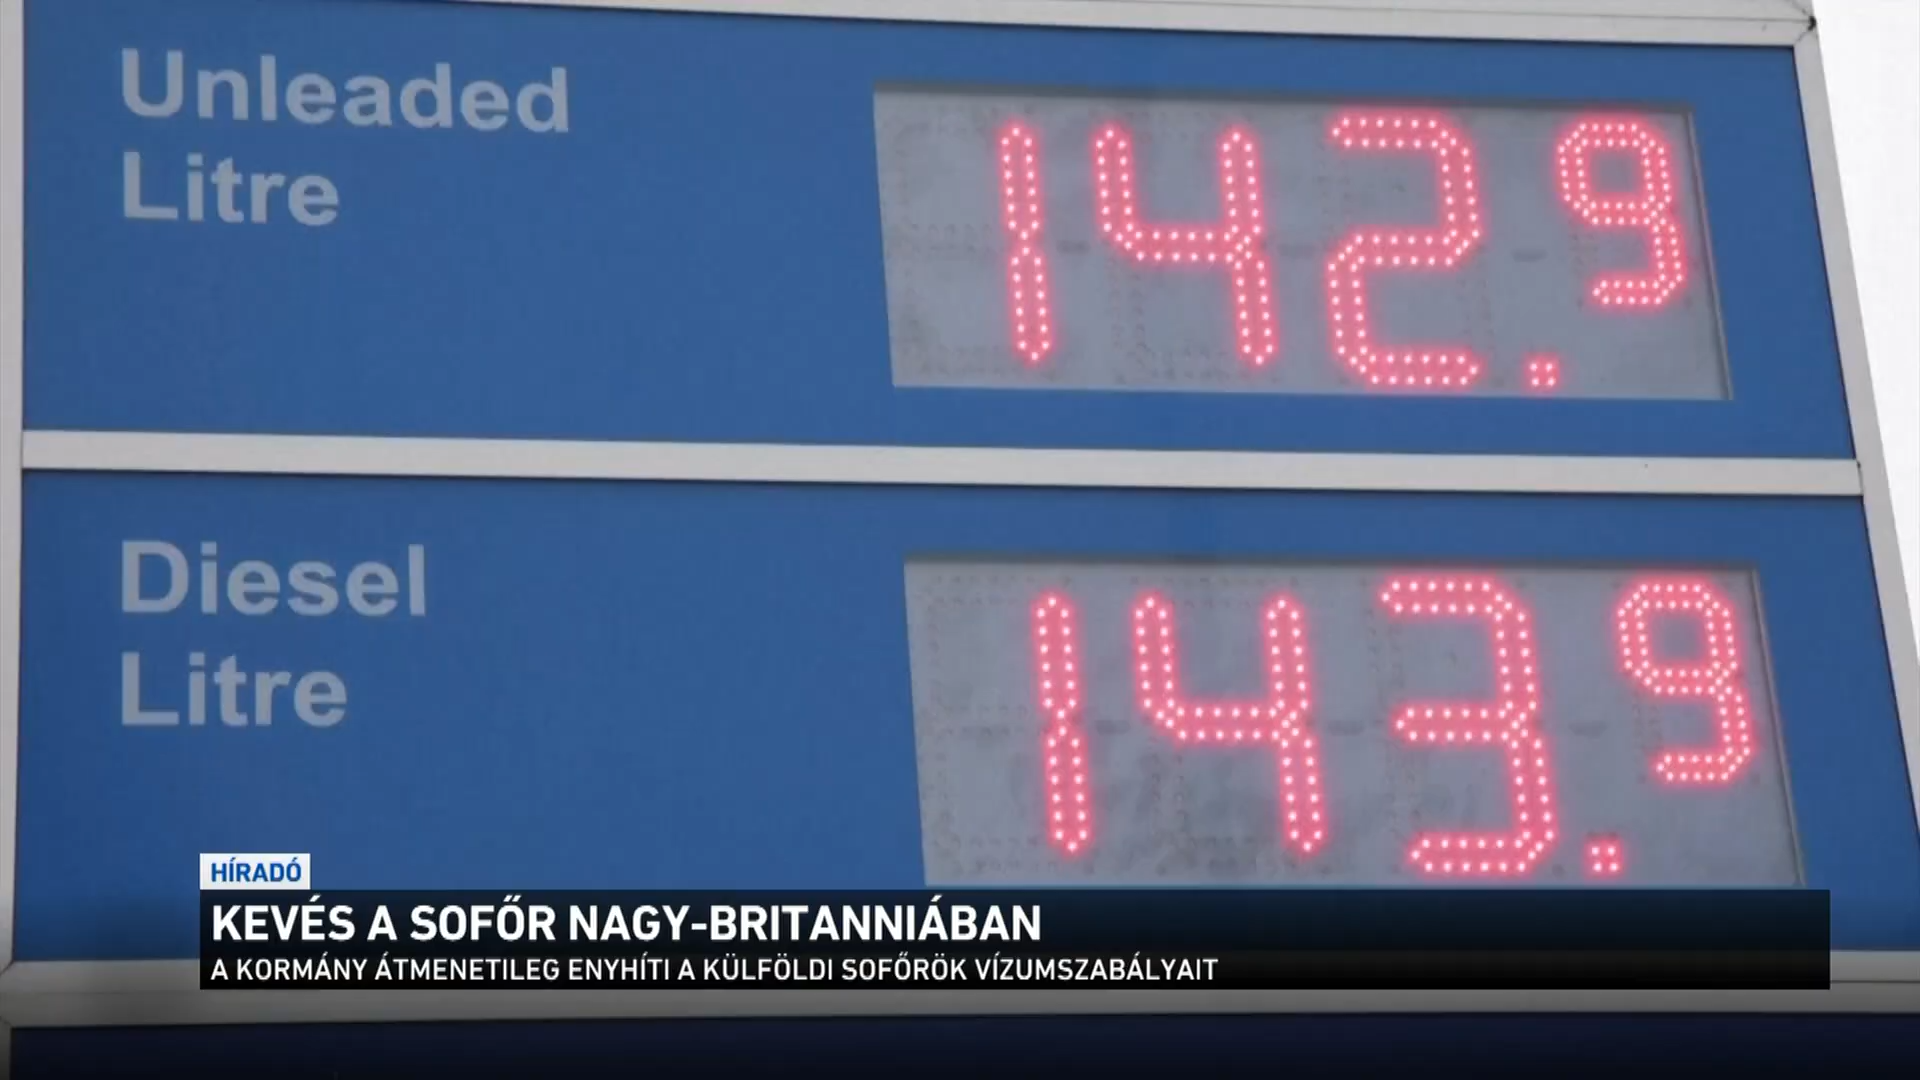 Unleaded
Litre
142.9
Diesel
Litre
143.9
HÍRADÓ
KEVÉS A SOFŐR NAGY-BRITANNIÁBAN
A KORMÁNY ÁTMENETILEG ENYHÍTI A KÜLFÖLDI SOFŐRÖK VÍZUMSZABÁLYAIT